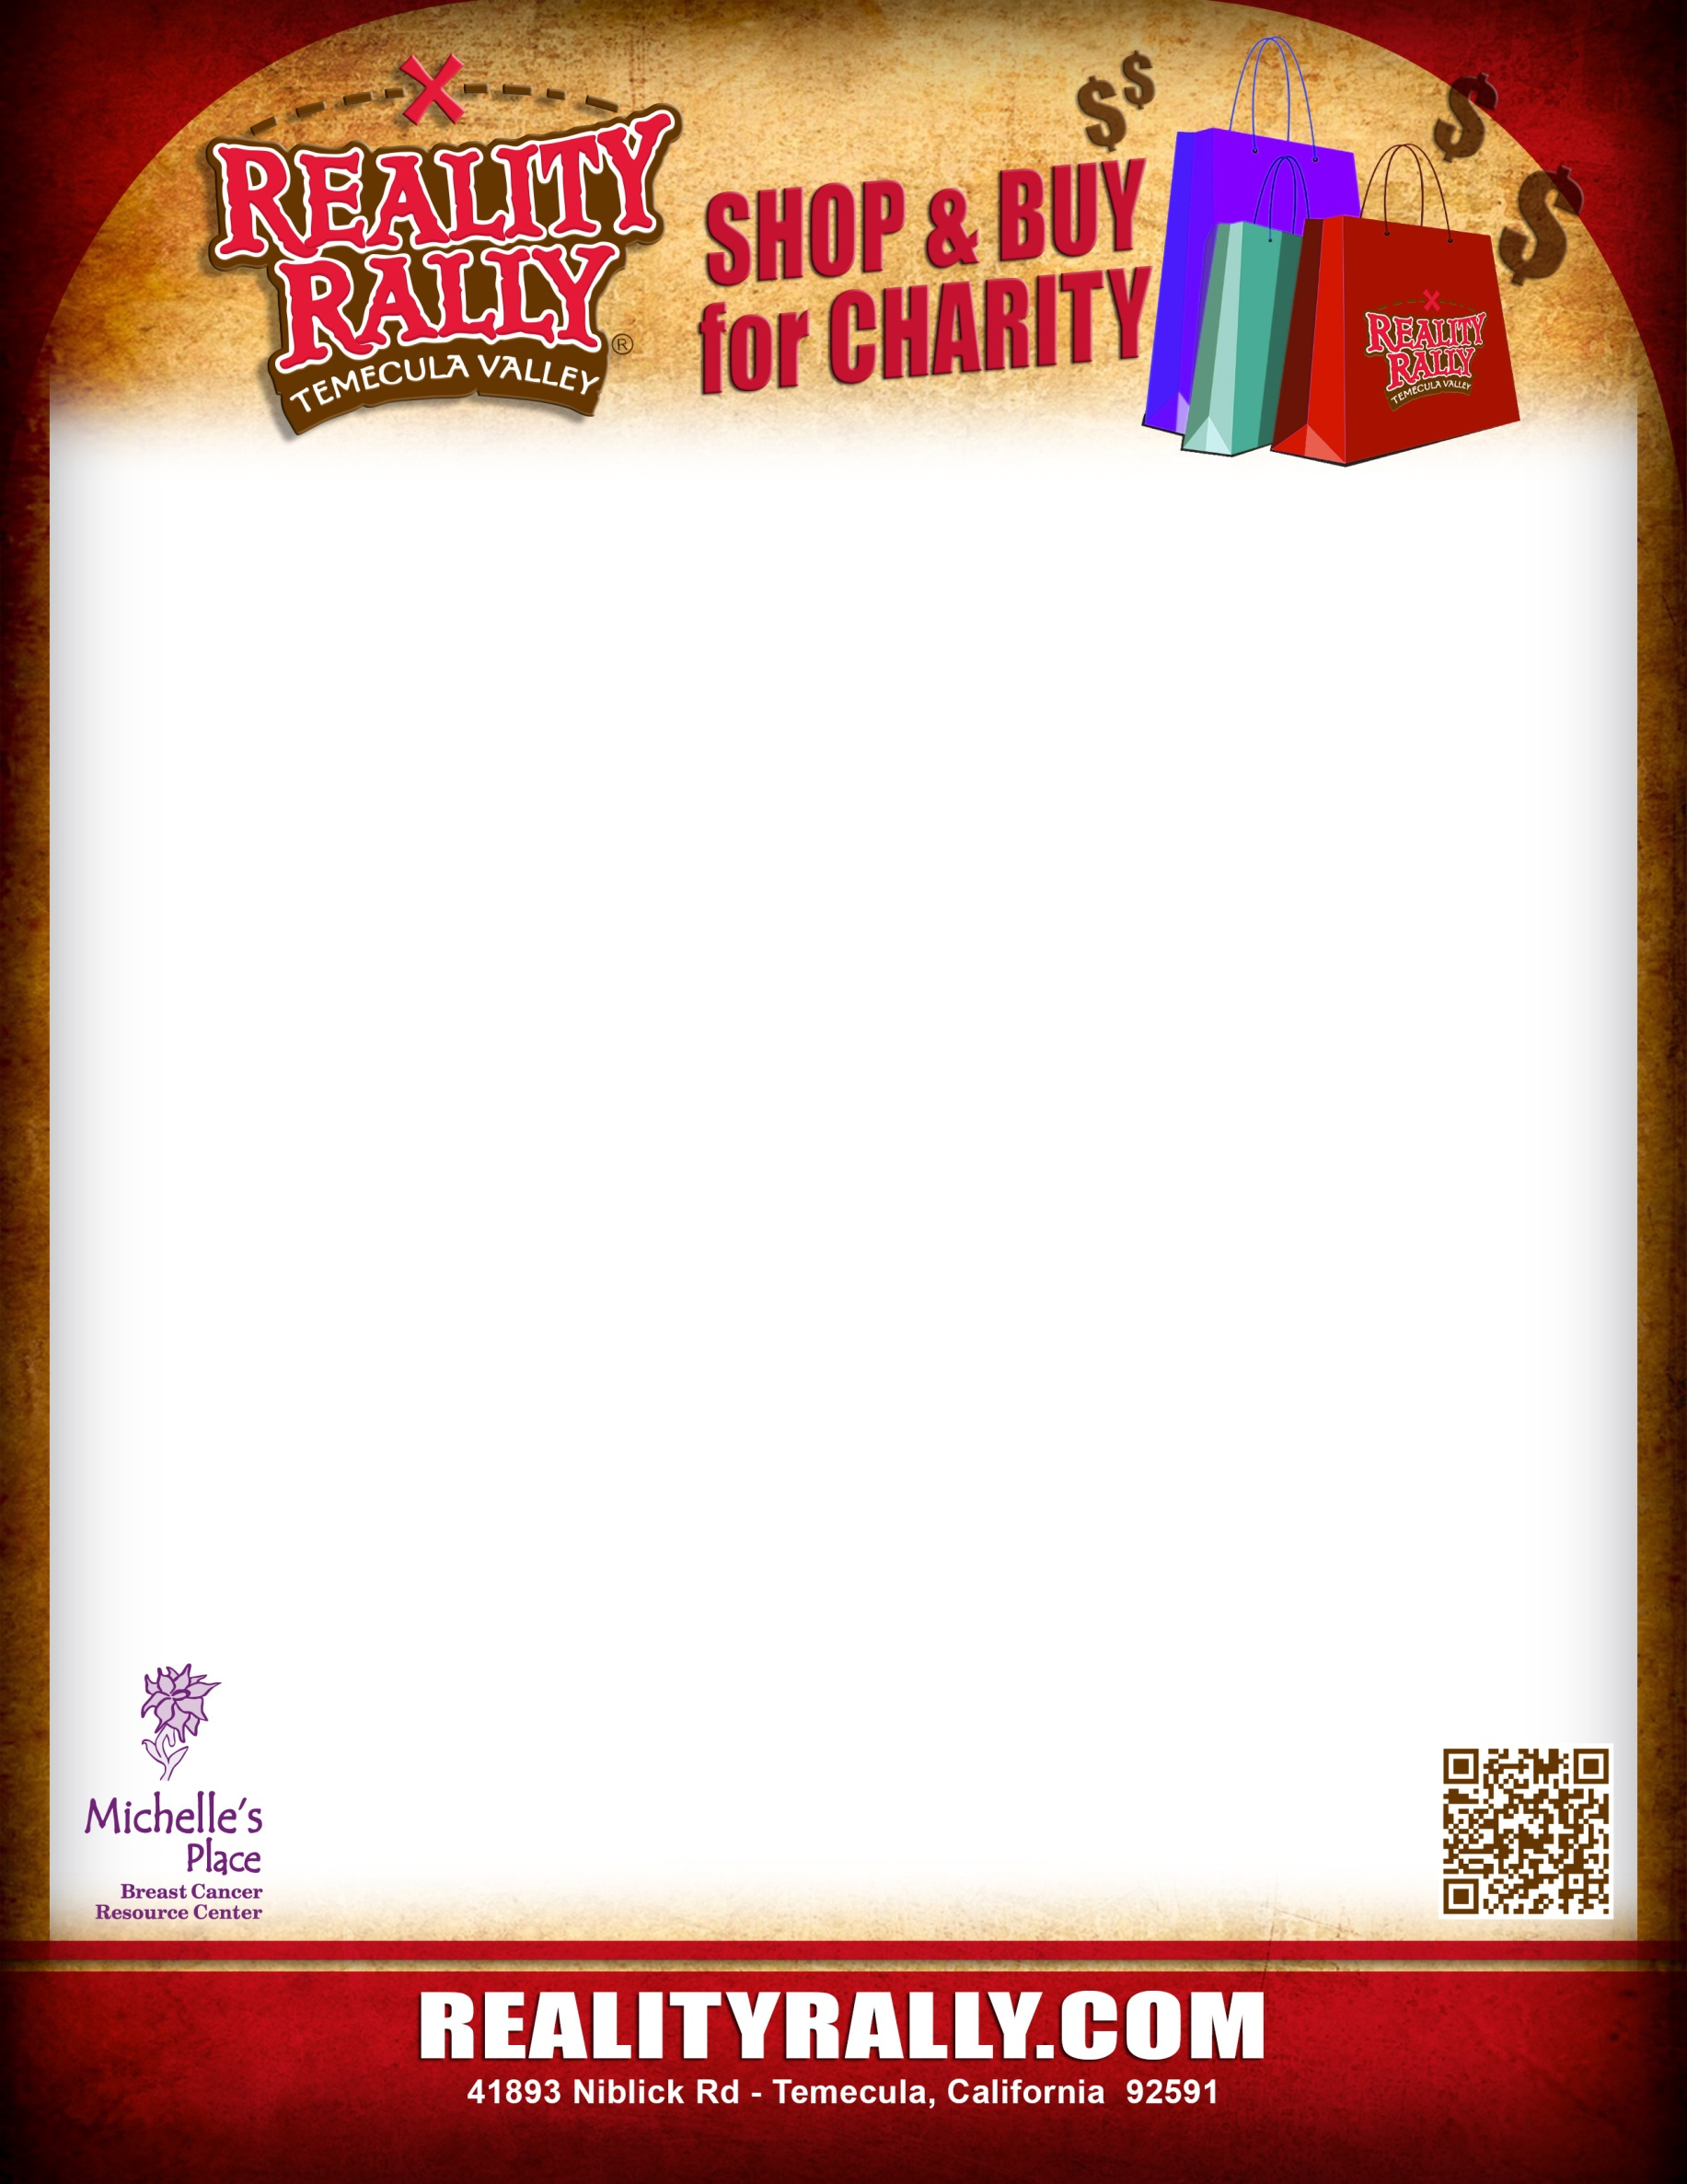 REALITY
RALLY
®
TEMECULA VALLEY
$ $
SHOP & BUY
for CHARITY
$
$
REALITY
RALLY
TEMECULA VALLEY
Michelle's
Place
Breast Cancer
Resource Center
REALITYRALLY.COM
41893 Niblick Rd - Temecula, California 92591